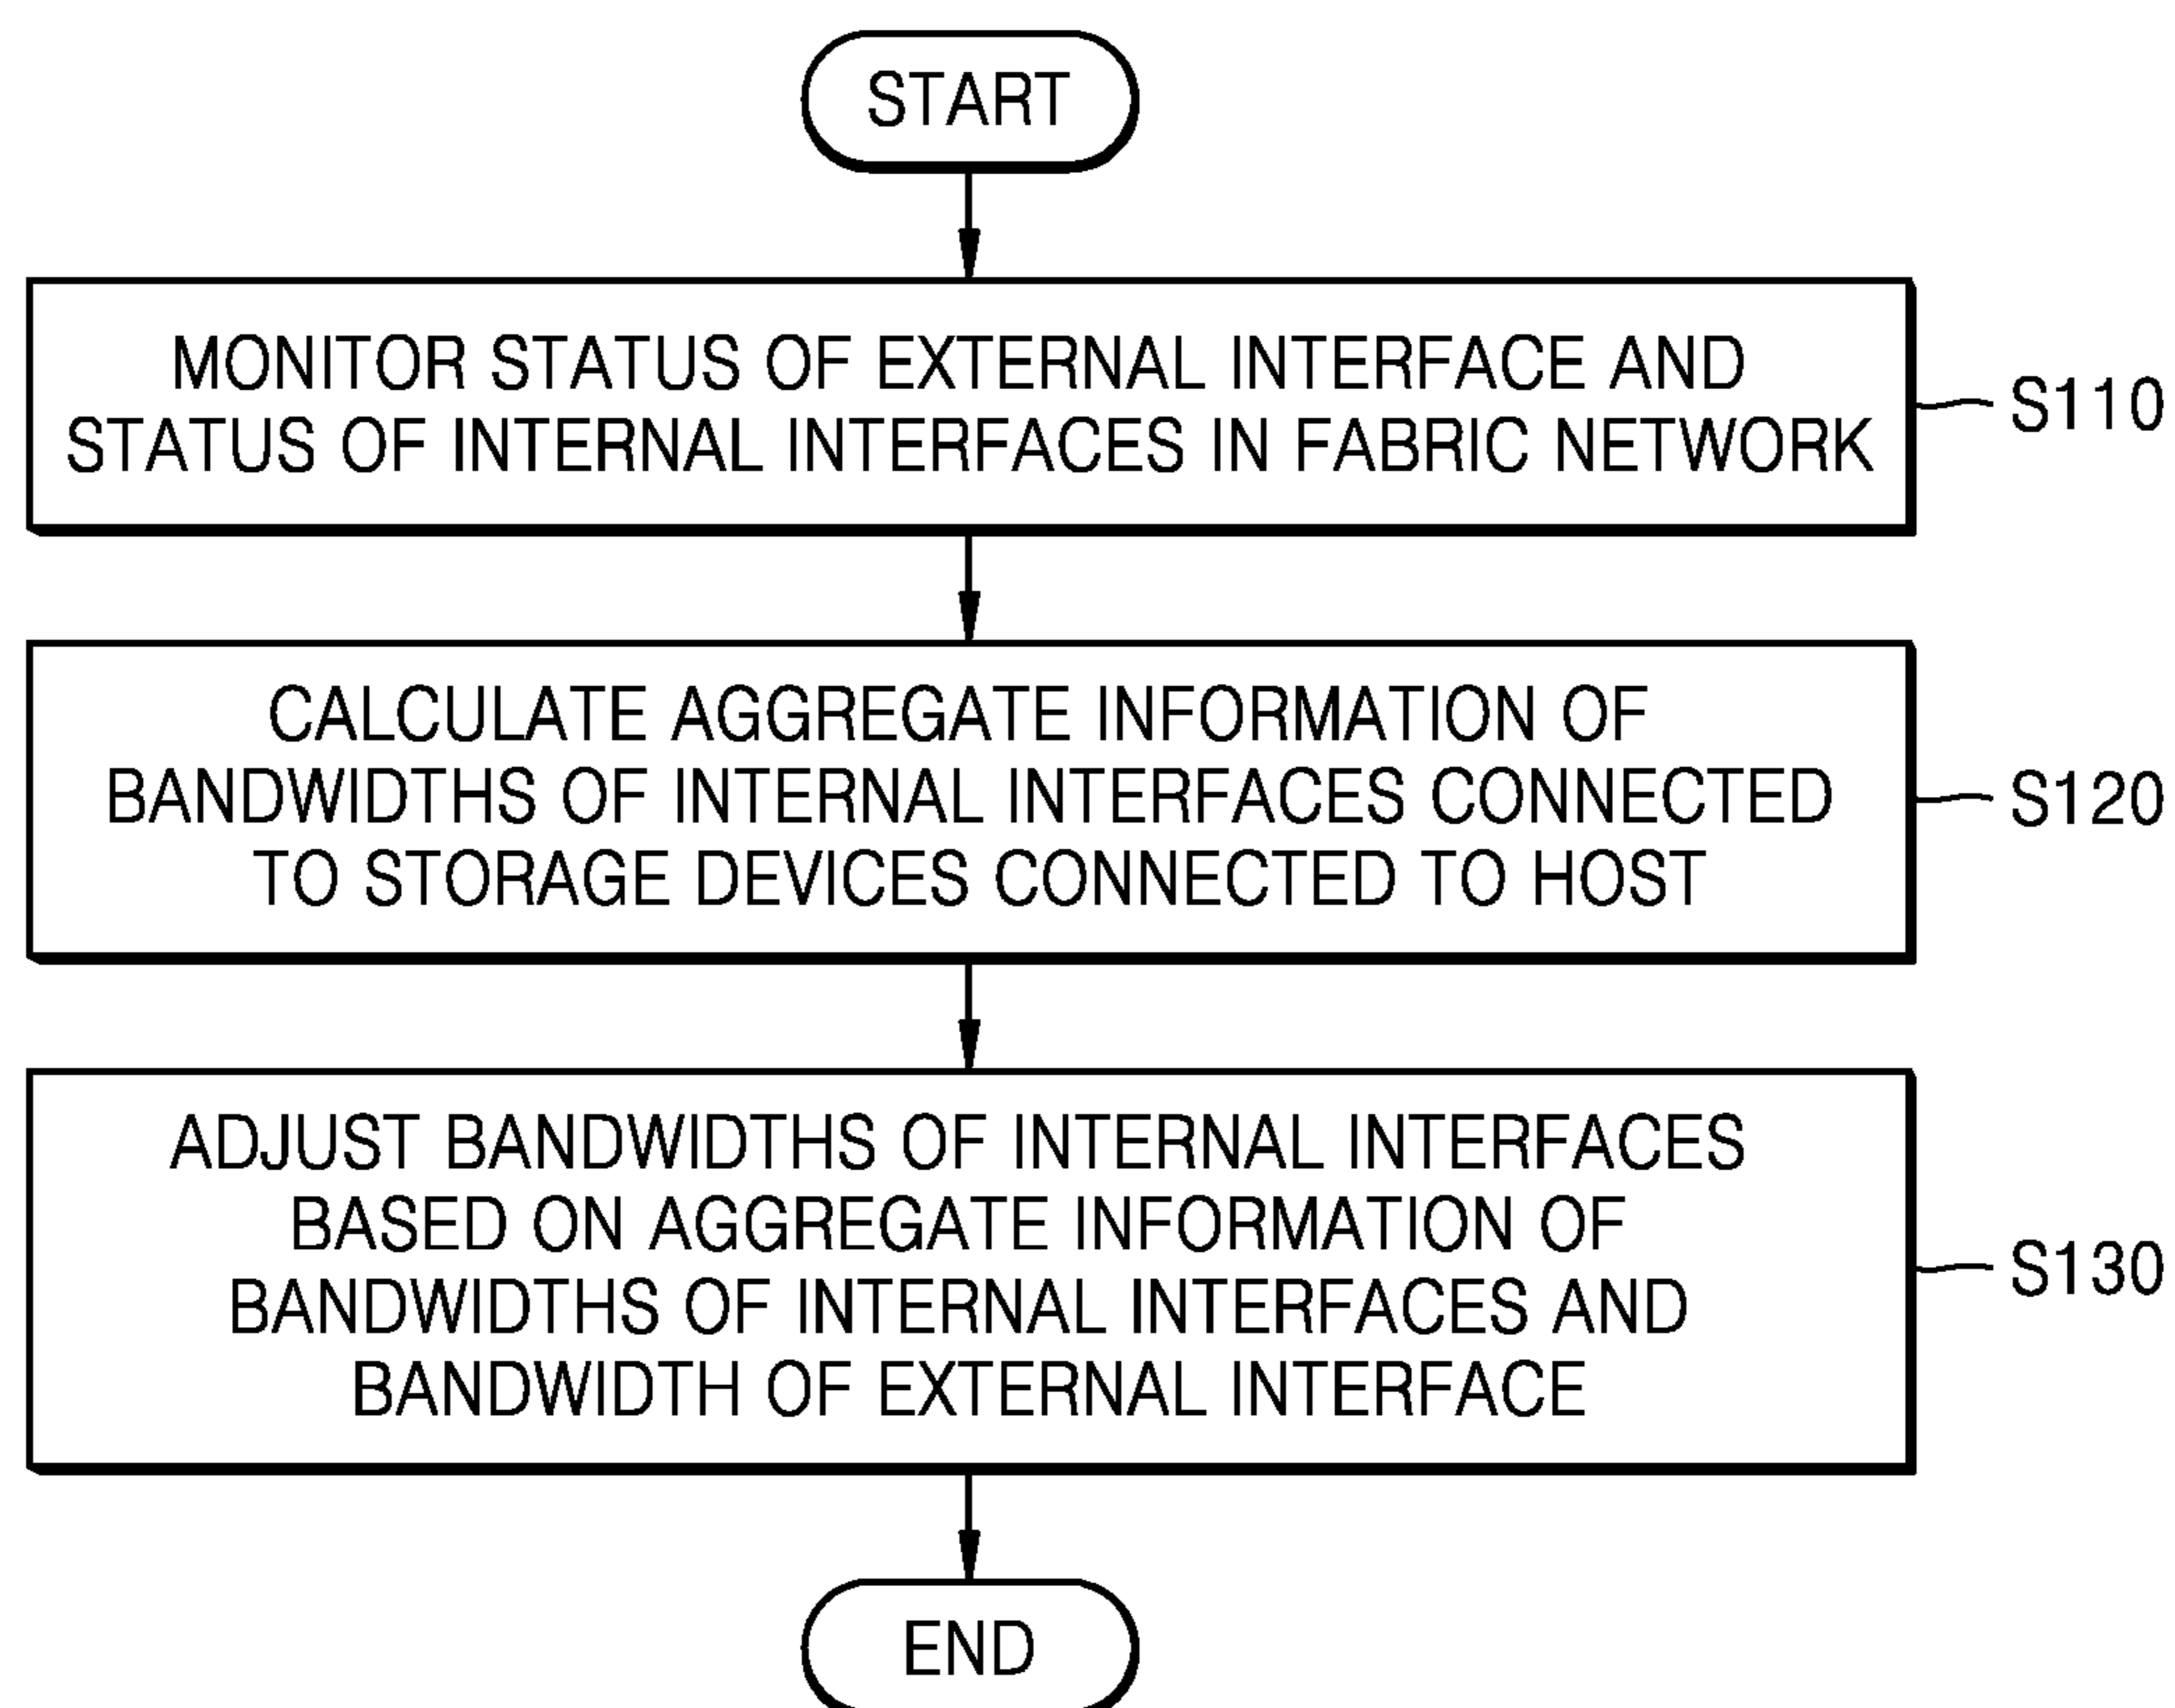 START
MONITOR STATUS OF EXTERNAL INTERFACE AND
STATUS OF INTERNAL INTERFACES IN FABRIC NETWORK
S110
CALCULATE AGGREGATE INFORMATION OF
BANDWIDTHS OF INTERNAL INTERFACES CONNECTED
TO STORAGE DEVICES CONNECTED TO HOST
S120
ADJUST BANDWIDTHS OF INTERNAL INTERFACES
BASED ON AGGREGATE INFORMATION OF
BANDWIDTHS OF INTERNAL INTERFACES AND
BANDWIDTH OF EXTERNAL INTERFACE
S130
END